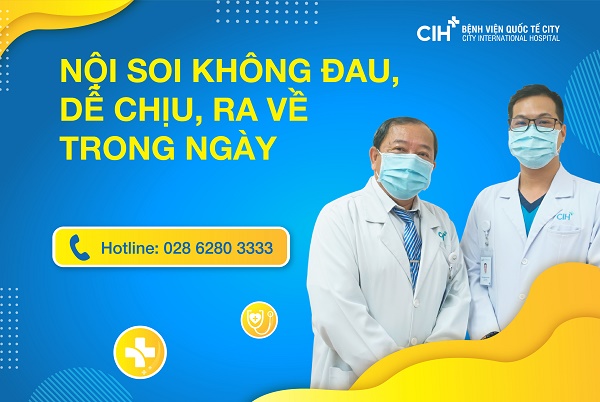 CIH
BỆNH VIỆN QUỐC TẾ CITY
CITY INTERNATIONAL HOSPITAL
NỘI SOI KHÔNG ĐAU,
DỄ CHỊU, RA VỀ
TRONG NGÀY
Hotline: 028 6280 3333
CIH